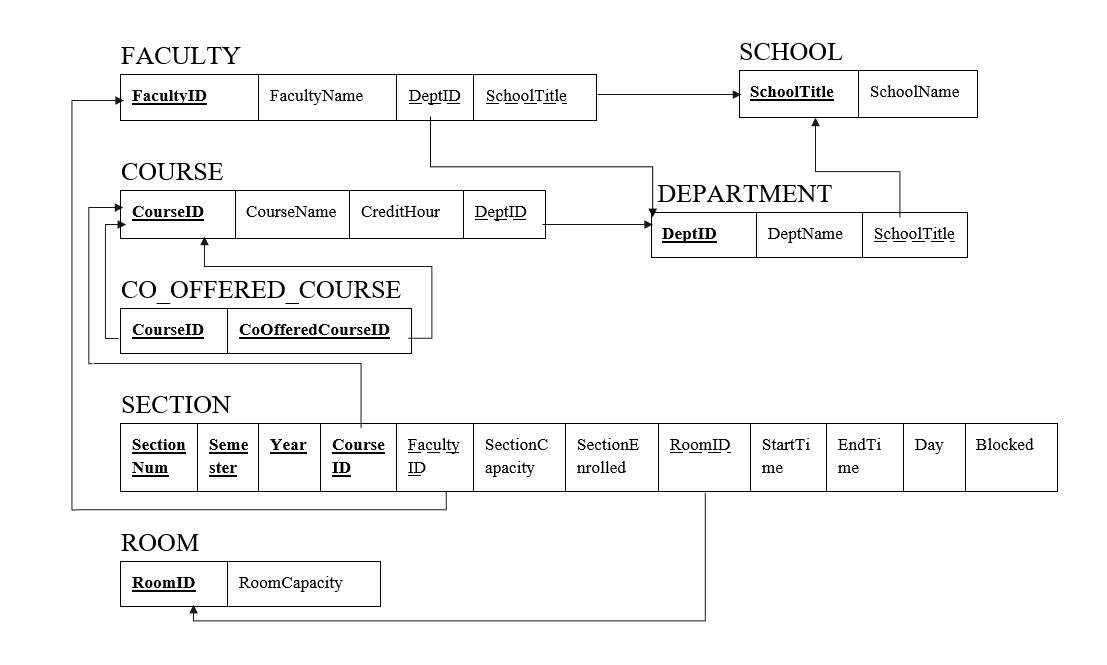 FACULTY
FacultyID FacultyName DeptID SchoolTitle
SCHOOL
SchoolTitle SchoolName
COURSE
CourseID CourseName CreditHour DeptID
DEPARTMENT
DeptID DeptName SchoolTitle
CO_OFFERED_COURSE
CourseID CoOfferedCourseID
SECTION
Section Seme Year Course Faculty SectionC SectionE RoomID StartTi EndTi Day Blocked
Num ster ID ID apacity nrolled me me
ROOM
RoomID RoomCapacity